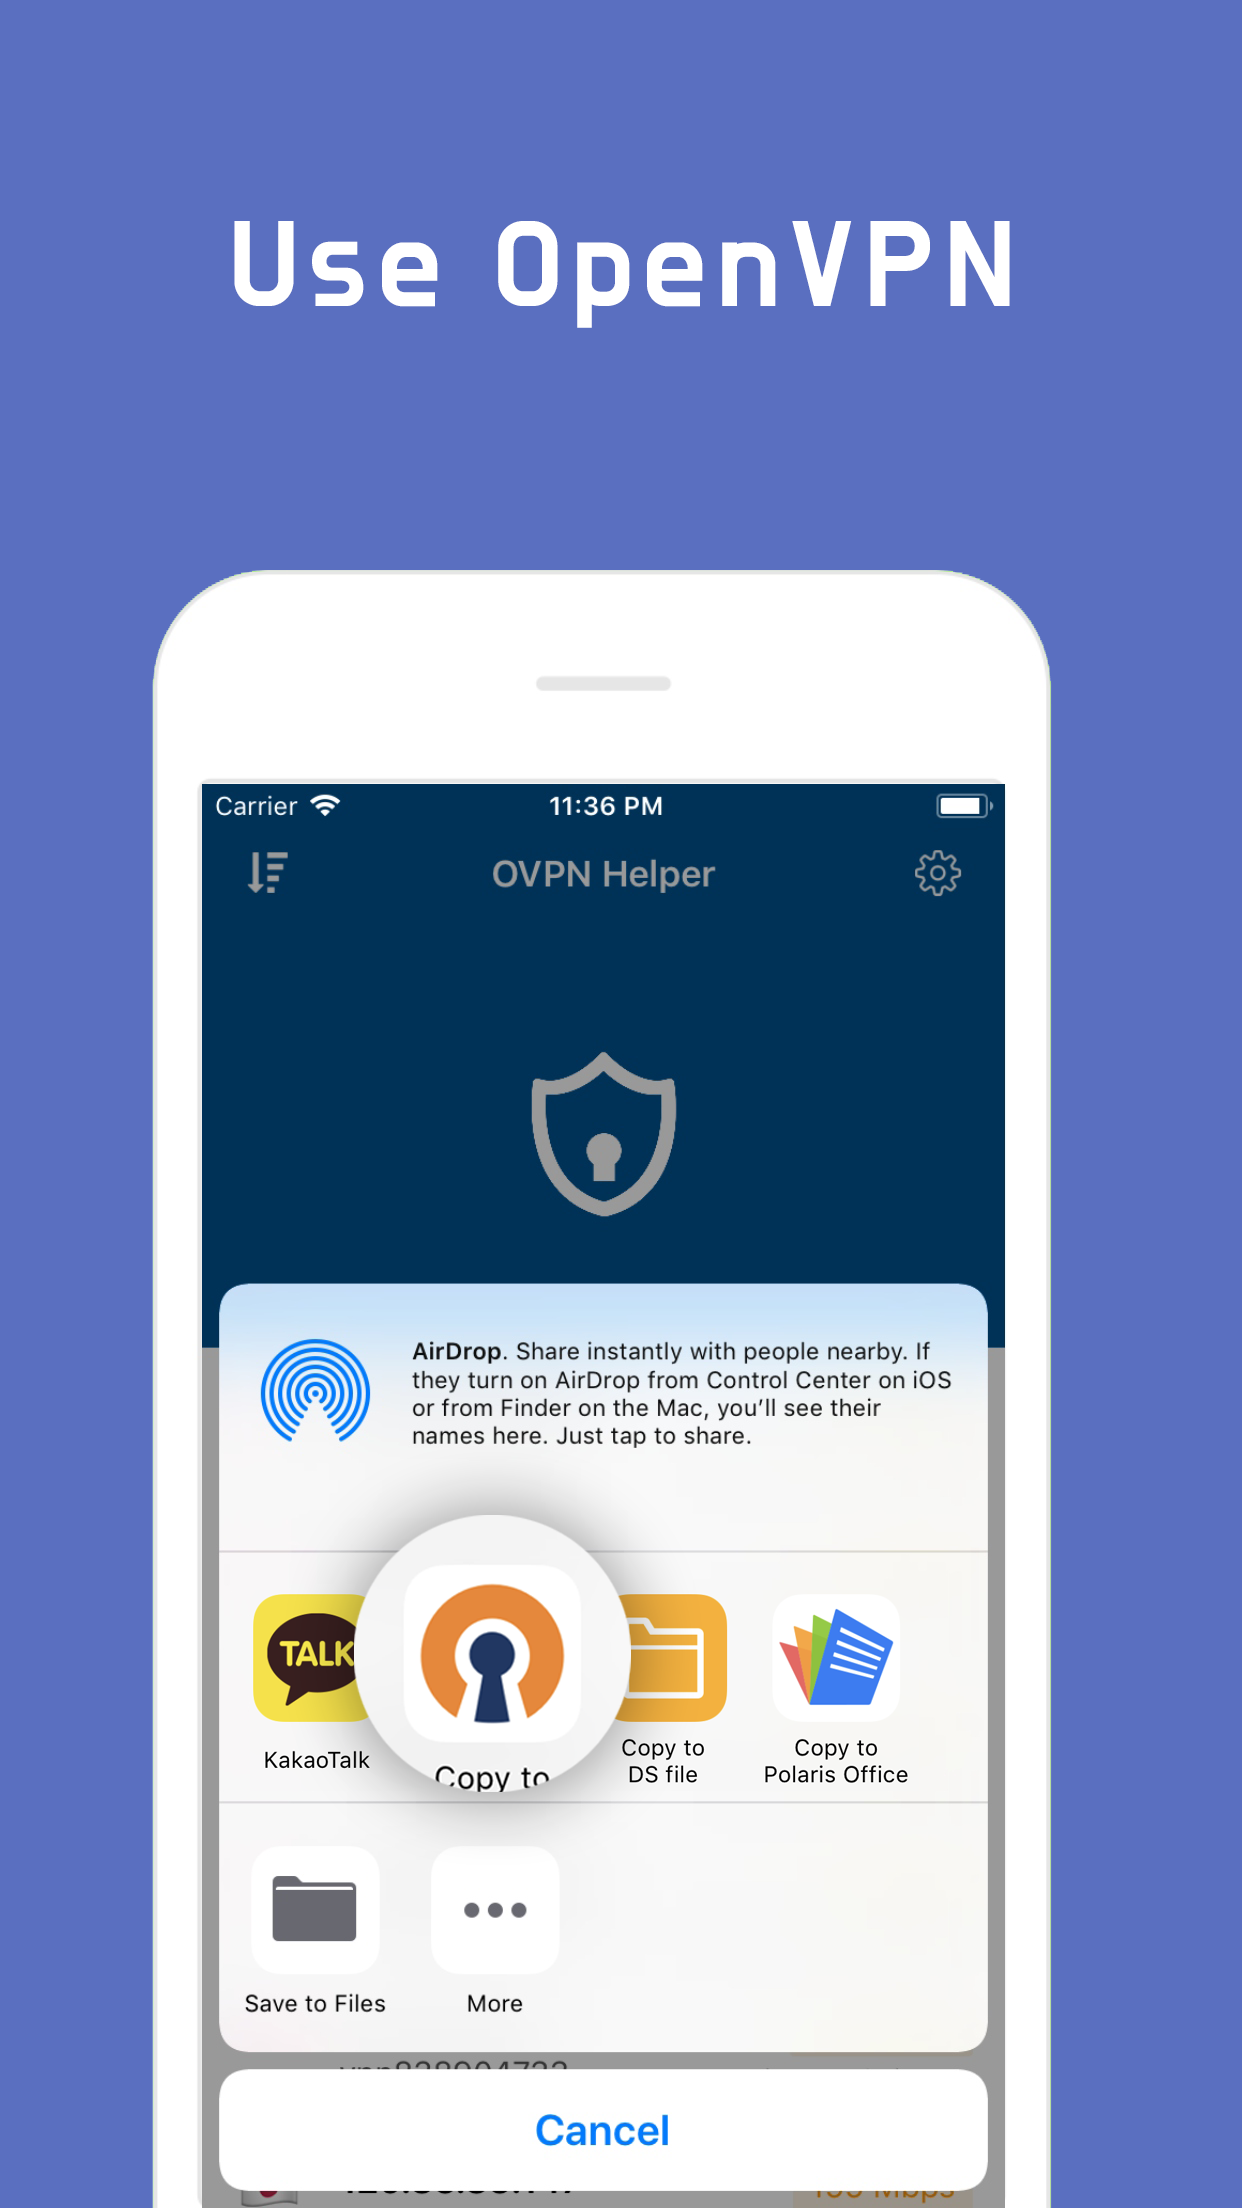 Use OpenVPN
Carrier 11:36 PM
OVPN Helper
AirDrop. Share instantly with people nearby. If
they turn on AirDrop from Control Center on iOS
or from Finder on the Mac, you’ll see their
names here. Just tap to share.
TALK
KakaoTalk
Copy to
Copy to
DS file
Copy to
Polaris Office
Save to Files
More
Cancel
Mbps